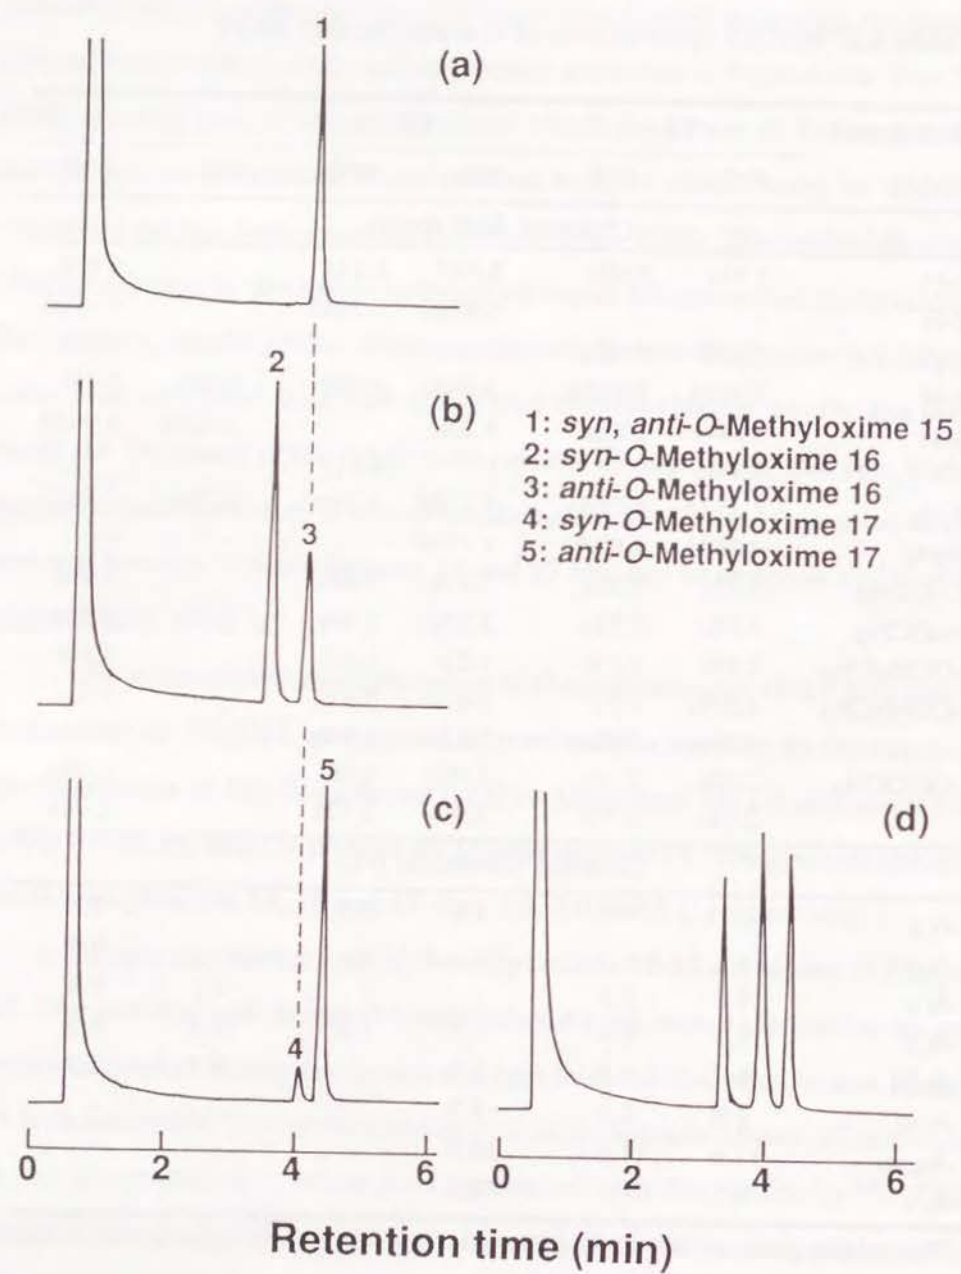 1
(a)
2
(b)
3
1: syn, anti-O-Methyloxime 15
2: syn-O-Methyloxime 16
3: anti-O-Methyloxime 16
4: syn-O-Methyloxime 17
5: anti-O-Methyloxime 17
5
(c)
(d)
4
0 2 4 6
0 2 4 6
Retention time (min)